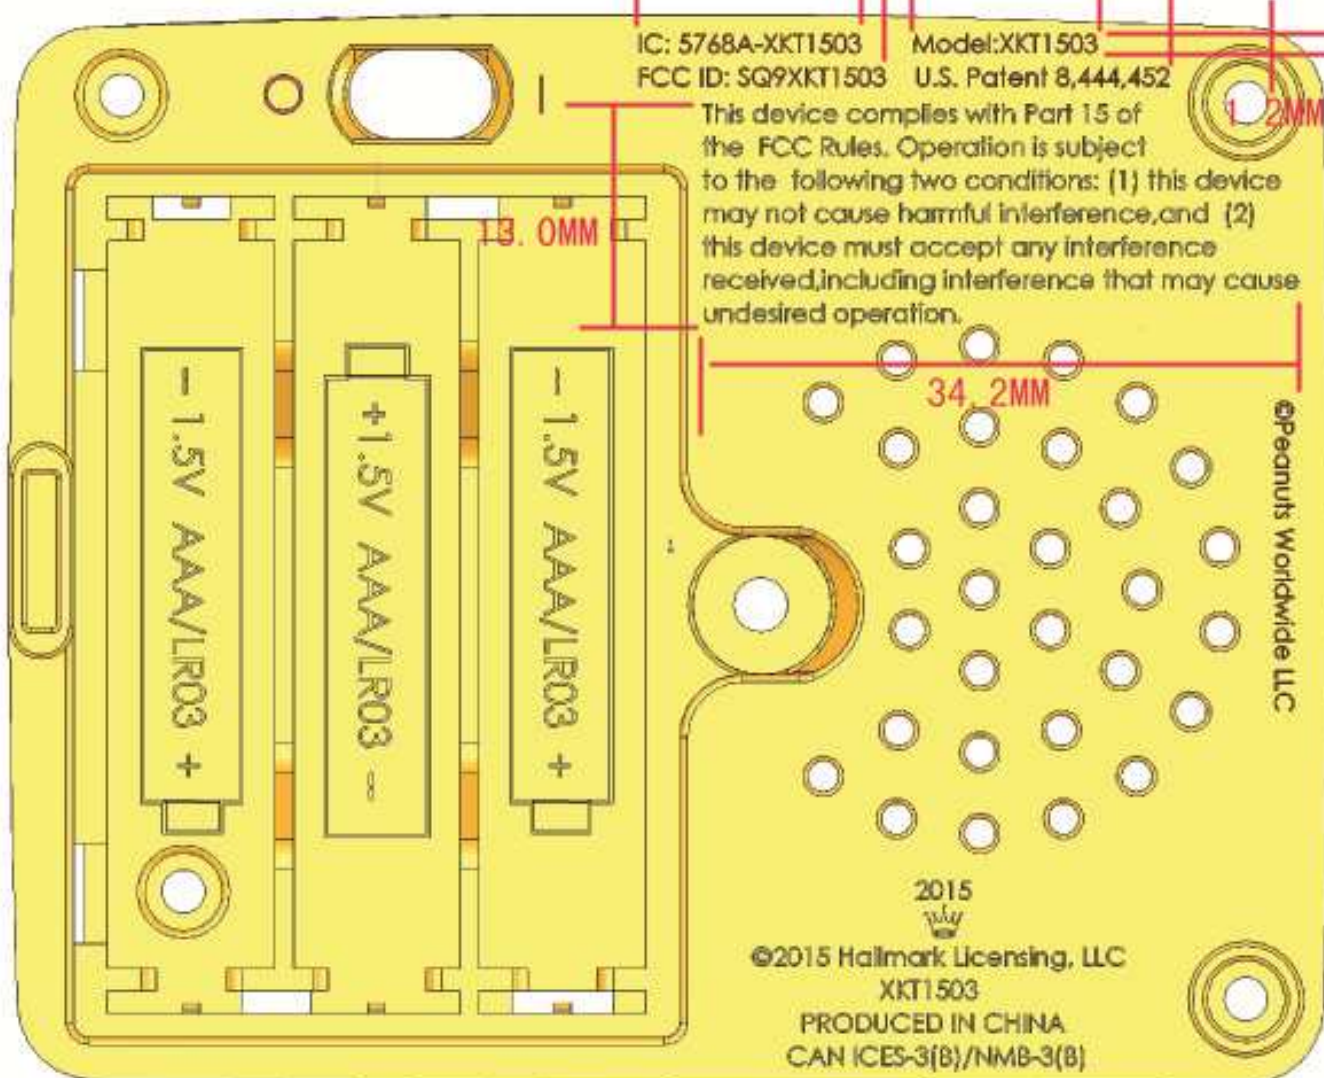 IC: 5768A-XKT1503 Model:XKT1503
FCC ID: SQ9XKT1503 U.S. Patent 8,444,452
1.2MM
This device complies with Part 15 of
the FCC Rules. Operation is subject
to the following two conditions: (1) this device
may not cause harmful interference,and (2)
this device must accept any interference
received,including interference that may cause
undesired operation.
13.0MM
34.2MM
- 1.5V AAA/LR03 +
+1.5V AAA/LR03 -
- 1.5V AAA/LR03 +
©Peanuts Worldwide LLC
2015
©2015 Hallmark Licensing, LLC
XKT1503
PRODUCED IN CHINA
CAN ICES-3(B)/NMB-3(B)